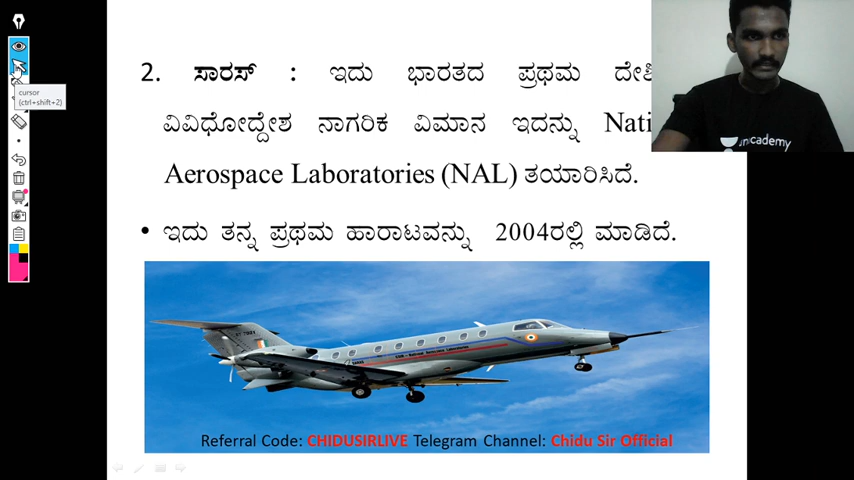 2. ಸಾರಸ್ : ಇದು ಭಾರತದ ಪ್ರಥಮ
ವಿವಿಧೋದ್ದೇಶ ನಾಗರಿಕ ವಿಮಾನ ಇದನ್ನು Nati
Aerospace Laboratories (NAL) ತಯಾರಿಸಿದೆ.
• ಇದು ತನ್ನ ಪ್ರಥಮ ಹಾರಾಟವನ್ನು 2004ರಲ್ಲಿ ಮಾಡಿದೆ.
Referral Code: CHIDUSIRLIVE Telegram Channel: Chidu Sir Official
cursor
(ctrl+shift+2)
unacademy